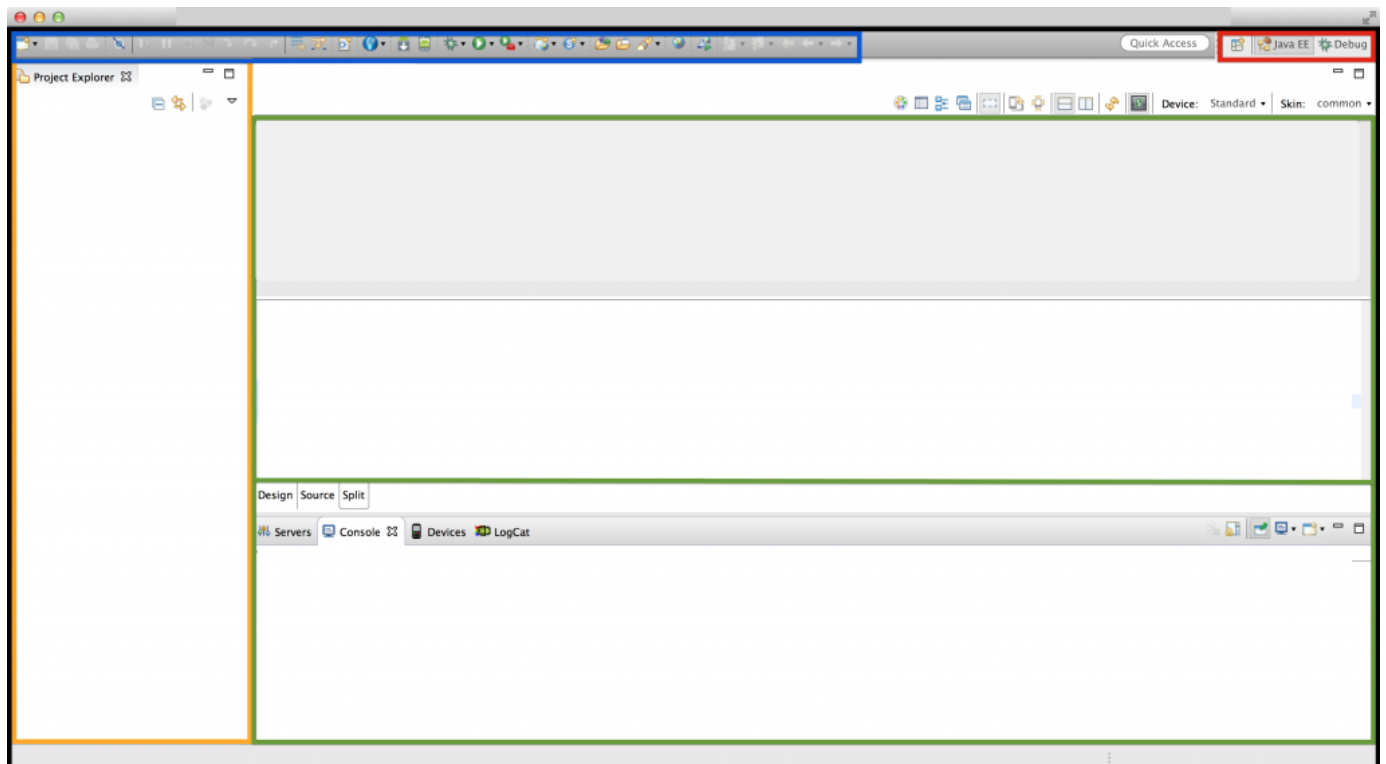 Quick Access Java EE Debug
Project Explorer
Device: Standard Skin: common
Design Source Split
Servers Console Devices LogCat